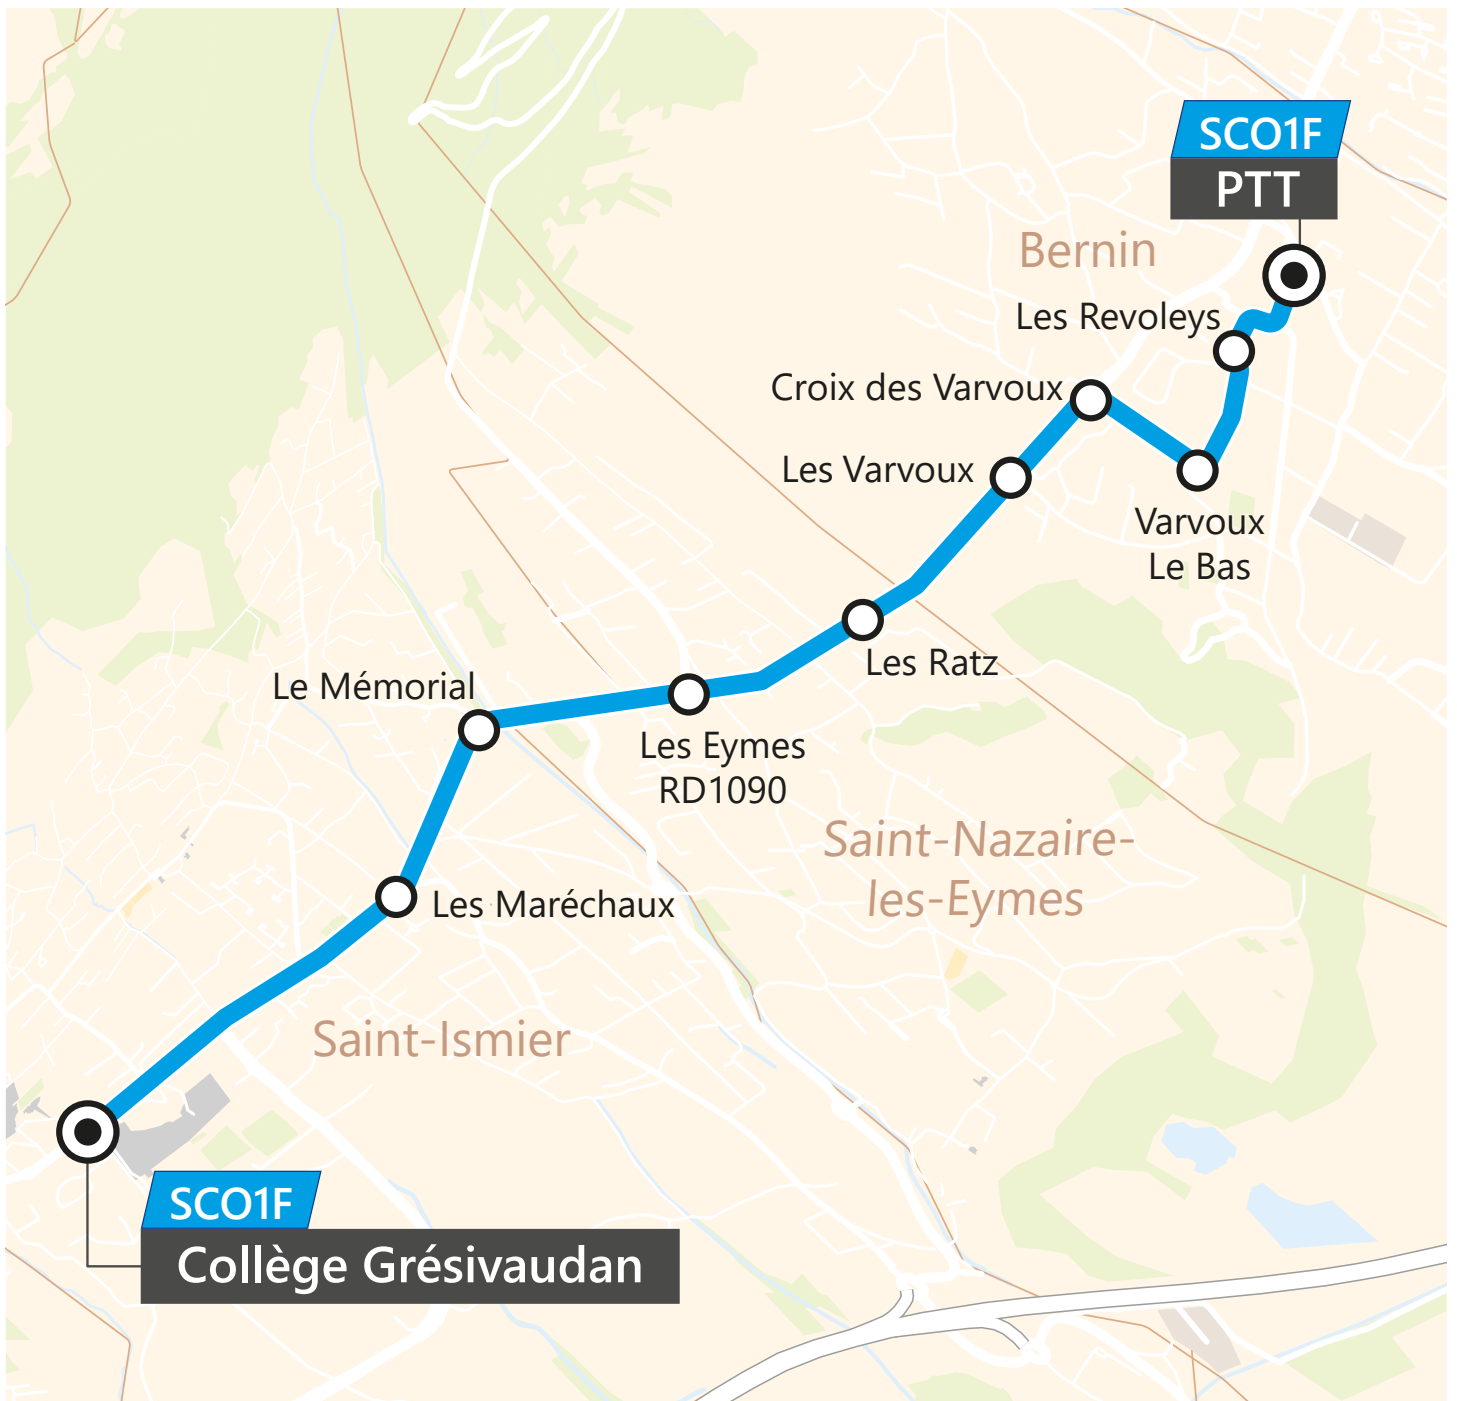 SCO1F
PTT
Bernin
Les Revoleys
Croix des Varvoux
Les Varvoux
Varvoux
Le Bas
Les Ratz
Le Mémorial
Les Eymes
RD1090
Saint-Nazaire-
les-Eymes
Les Maréchaux
Saint-Ismier
SCO1F
Collège Grésivaudan